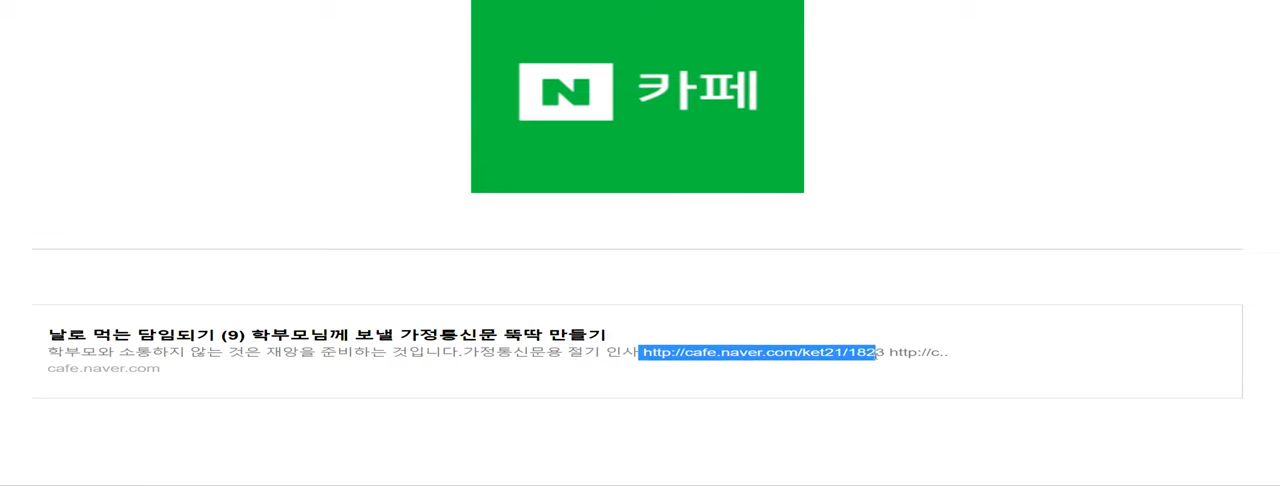 N 카페
날로 먹는 담임되기 (9) 학부모님께 보낼 가정통신문 뚝딱 만들기
학부모와 소통하지 않는 것은 재앙을 준비하는 것입니다.가정통신문용 절기 인사 http://cafe.naver.com/ket21/1823 http://c..
cafe.naver.com